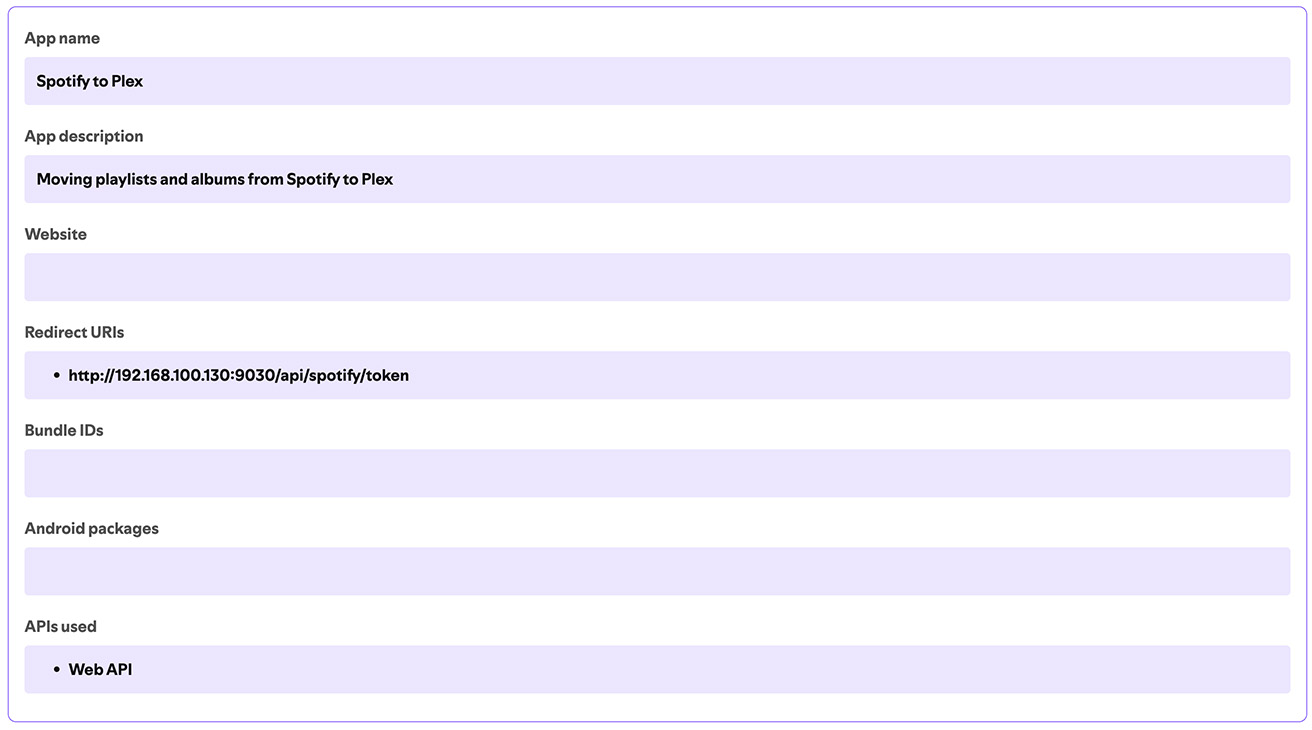 App name
Spotify to Plex
App description
Moving playlists and albums from Spotify to Plex
Website
Redirect URIs
• http://192.168.100.130:9030/api/spotify/token
Bundle IDs
Android packages
APIs used
• Web API